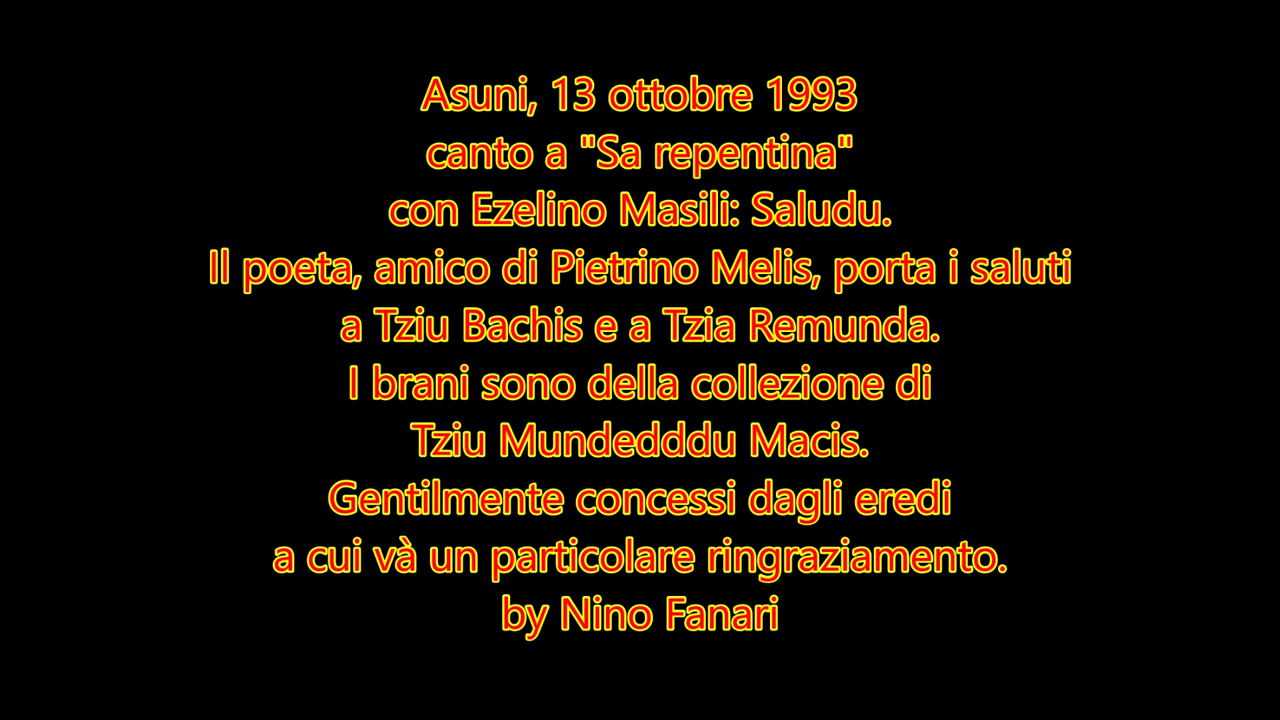 Asuni, 13 ottobre 1993
canto a "Sa repentina"
con Ezelino Masili: Saludu.
Il poeta, amico di Pietrino Melis, porta i saluti
a Tziu Bachis e a Tzia Remunda.
I brani sono della collezione di
Tziu Mundedddu Macis.
Gentilmente concessi dagli eredi
a cui và un particolare ringraziamento.
by Nino Fanari